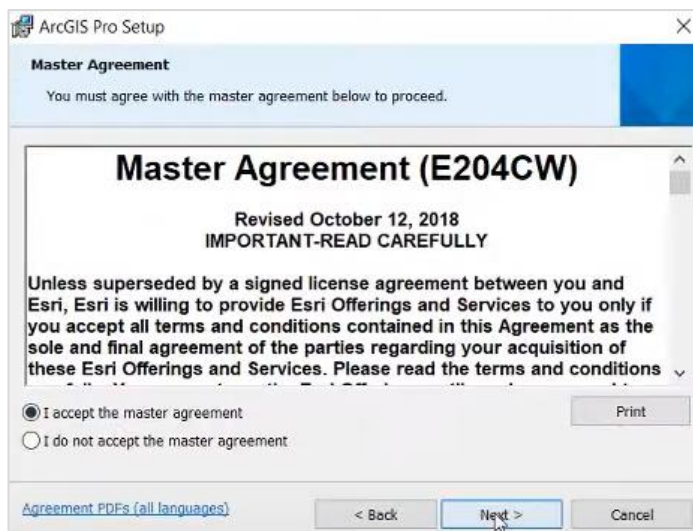 ArcGIS Pro Setup
Master Agreement
You must agree with the master agreement below to proceed.
Master Agreement (E204CW)
Revised October 12, 2018
IMPORTANT-READ CAREFULLY
Unless superseded by a signed license agreement between you and
Esri, Esri is willing to provide Esri Offerings and Services to you only if
you accept all terms and conditions contained in this Agreement as the
sole and final agreement of the parties regarding your acquisition of
these Esri Offerings and Services. Please read the terms and conditions
I accept the master agreement
Print
I do not accept the master agreement
Agreement PDFs (all languages)
< Back
Next >
Cancel